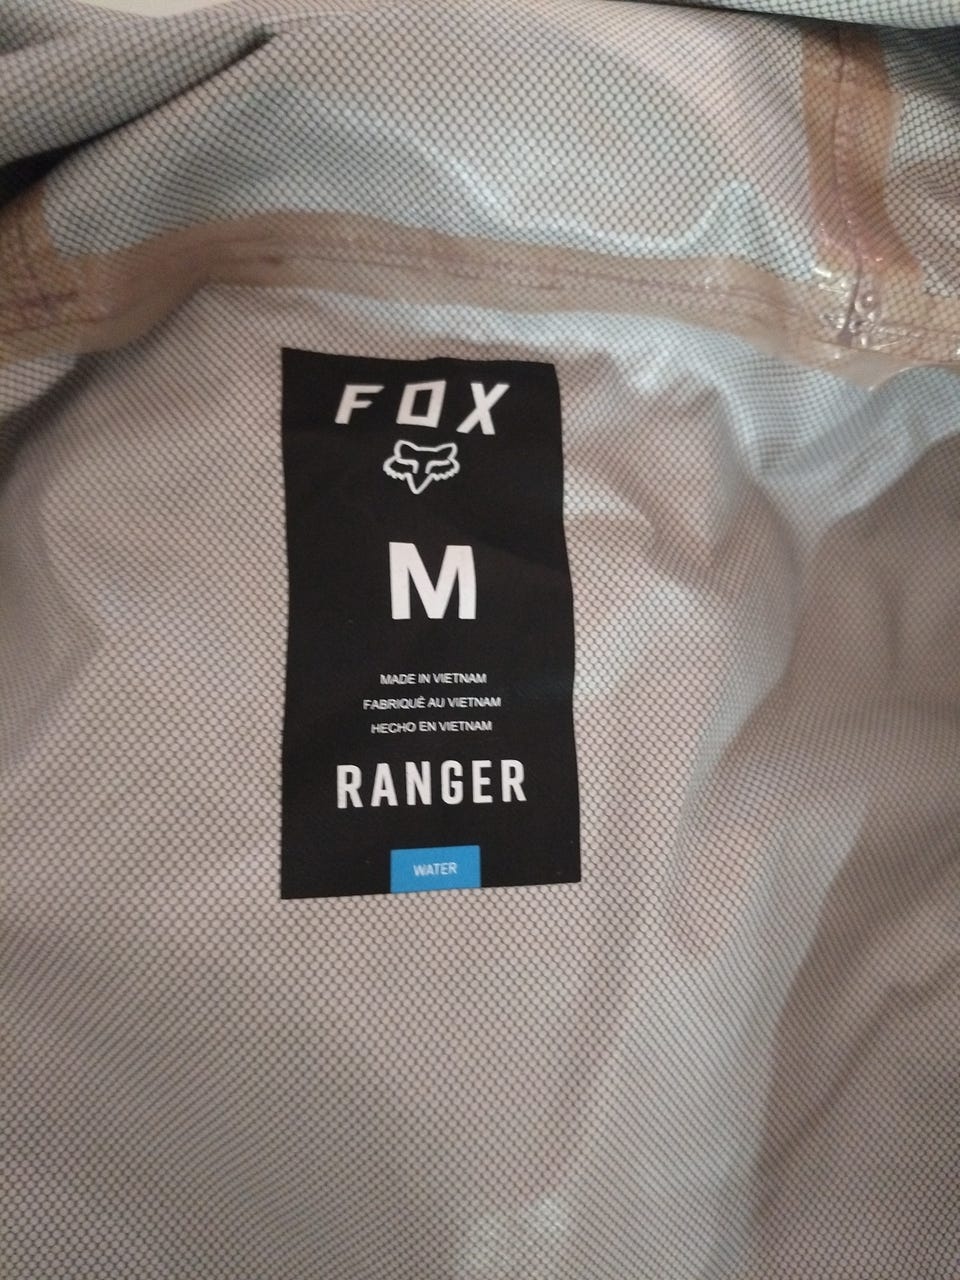 FOX
M
MADE IN VIETNAM
FABRIQUÉ AU VIETNAM
HECHO EN VIETNAM
RANGER
WATER